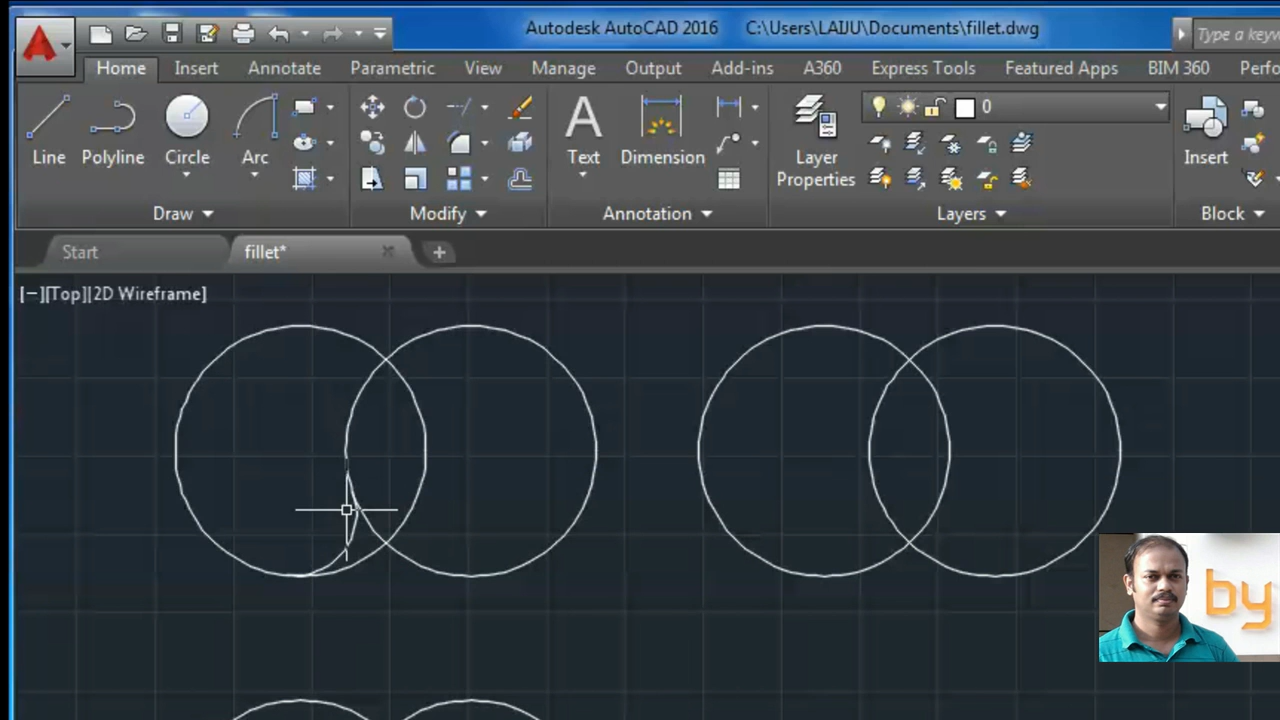 Autodesk AutoCAD 2016 C:\Users\LAIJU\Documents\fillet.dwg
Type a keyw
Home Insert Annotate Parametric View Manage Output Add-ins A360 Express Tools Featured Apps BIM 360 Perfo
A
0
Line Polyline Circle Arc Text Dimension Layer Properties Insert
Draw Modify Annotation Layers Block
Start fillet*
[−][Top][2D Wireframe]
by